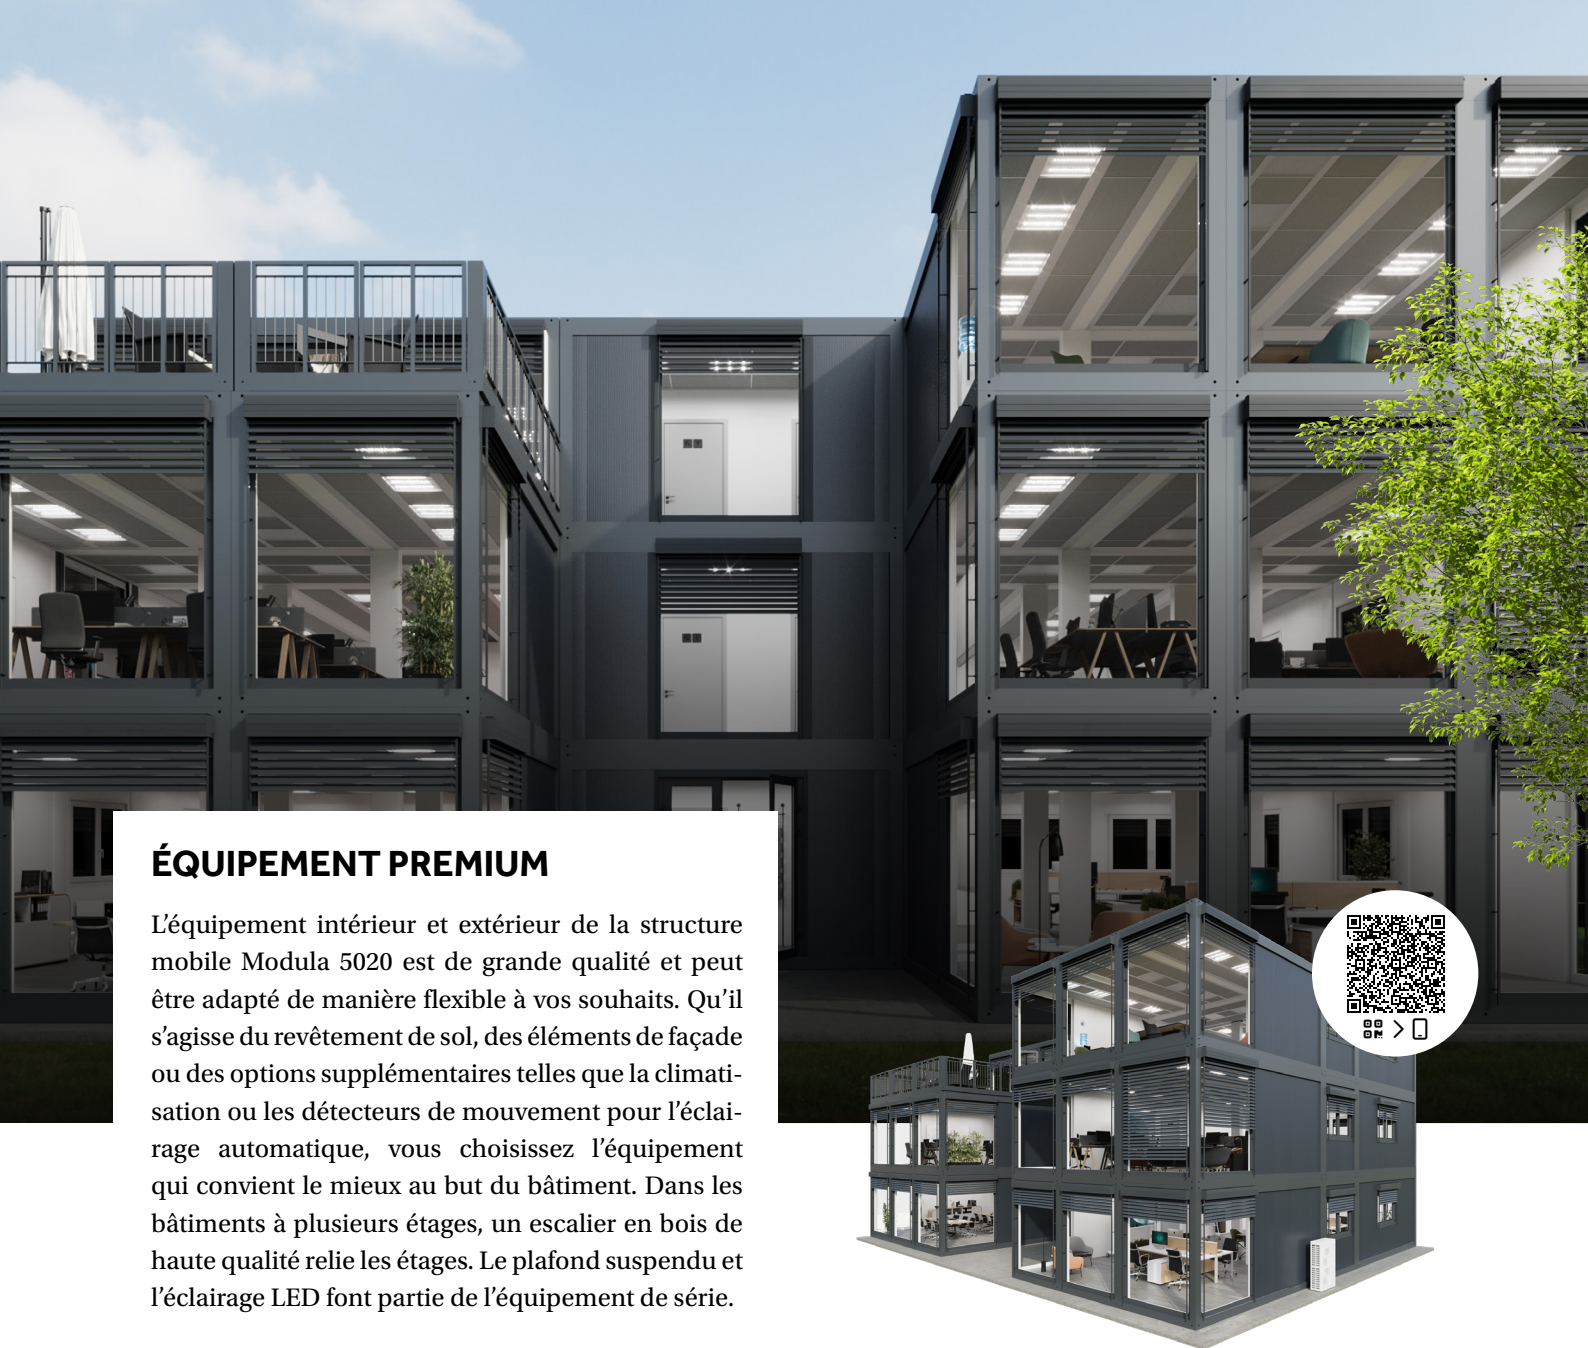 ÉQUIPEMENT PREMIUM
L’équipement intérieur et extérieur de la structure
mobile Modula 5020 est de grande qualité et peut
être adapté de manière flexible à vos souhaits. Qu’il
s’agisse du revêtement de sol, des éléments de façade
ou des options supplémentaires telles que la climati-
sation ou les détecteurs de mouvement pour l’éclai-
rage automatique, vous choisissez l’équipement
qui convient le mieux au but du bâtiment. Dans les
bâtiments à plusieurs étages, un escalier en bois de
haute qualité relie les étages. Le plafond suspendu et
l’éclairage LED font partie de l’équipement de série.